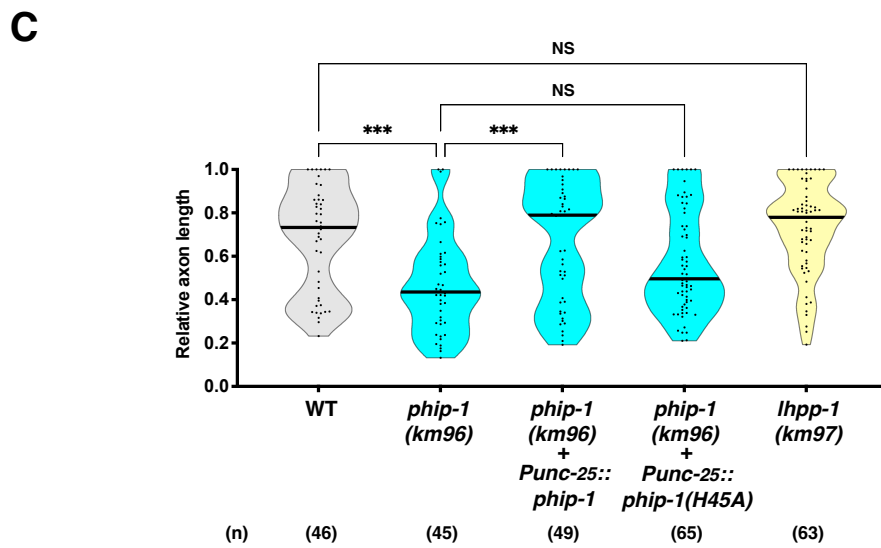 C
NS
NS
*** ***
Relative axon length
1.0
0.8
0.6
0.4
0.2
0.0
WT phip-1 phip-1 phip-1 lhpp-1
(km96) (km96) (km96) (km97)
+ +
Punc-25:: Punc-25::
phip-1 phip-1(H45A)
(n) (46) (45) (49) (65) (63)